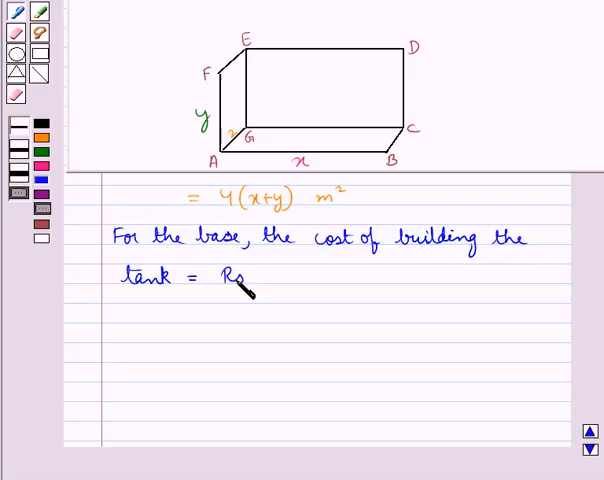 E
D
F
y
x
G
C
A
x
B
= 4(x+y) m²
For the base, the cost of building the
tank = Rs